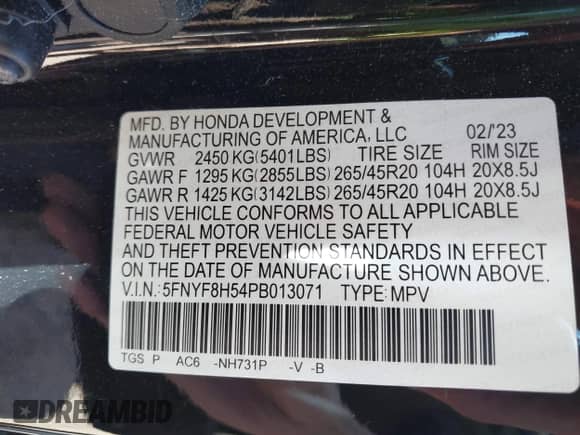 MFD. BY HONDA DEVELOPMENT &
MANUFACTURING OF AMERICA, LLC 02/'23
GVWR 2450 KG(5401LBS) TIRE SIZE RIM SIZE
GAWR F 1295 KG(2855LBS) 265/45R20 104H 20X8.5J
GAWR R 1425 KG(3142LBS) 265/45R20 104H 20X8.5J
THIS VEHICLE CONFORMS TO ALL APPLICABLE
FEDERAL MOTOR VEHICLE SAFETY
AND THEFT PREVENTION STANDARDS IN EFFECT
ON THE DATE OF MANUFACTURE SHOWN ABOVE.
V.I.N.: 5FNYF8H54PB013071 TYPE: MPV
TGS P AC6 -NH731P -V -B
DREAMBID